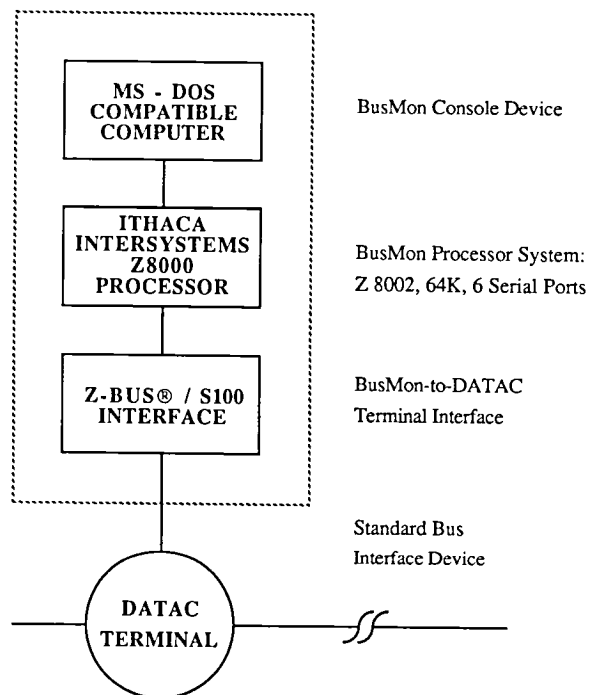 MS - DOS
COMPATIBLE
COMPUTER
BusMon Console Device
ITHACA
INTERSYSTEMS
Z8000
PROCESSOR
BusMon Processor System:
Z 8002, 64K, 6 Serial Ports
Z-BUS® / S100
INTERFACE
BusMon-to-DATAC
Terminal Interface
Standard Bus
Interface Device
DATAC
TERMINAL